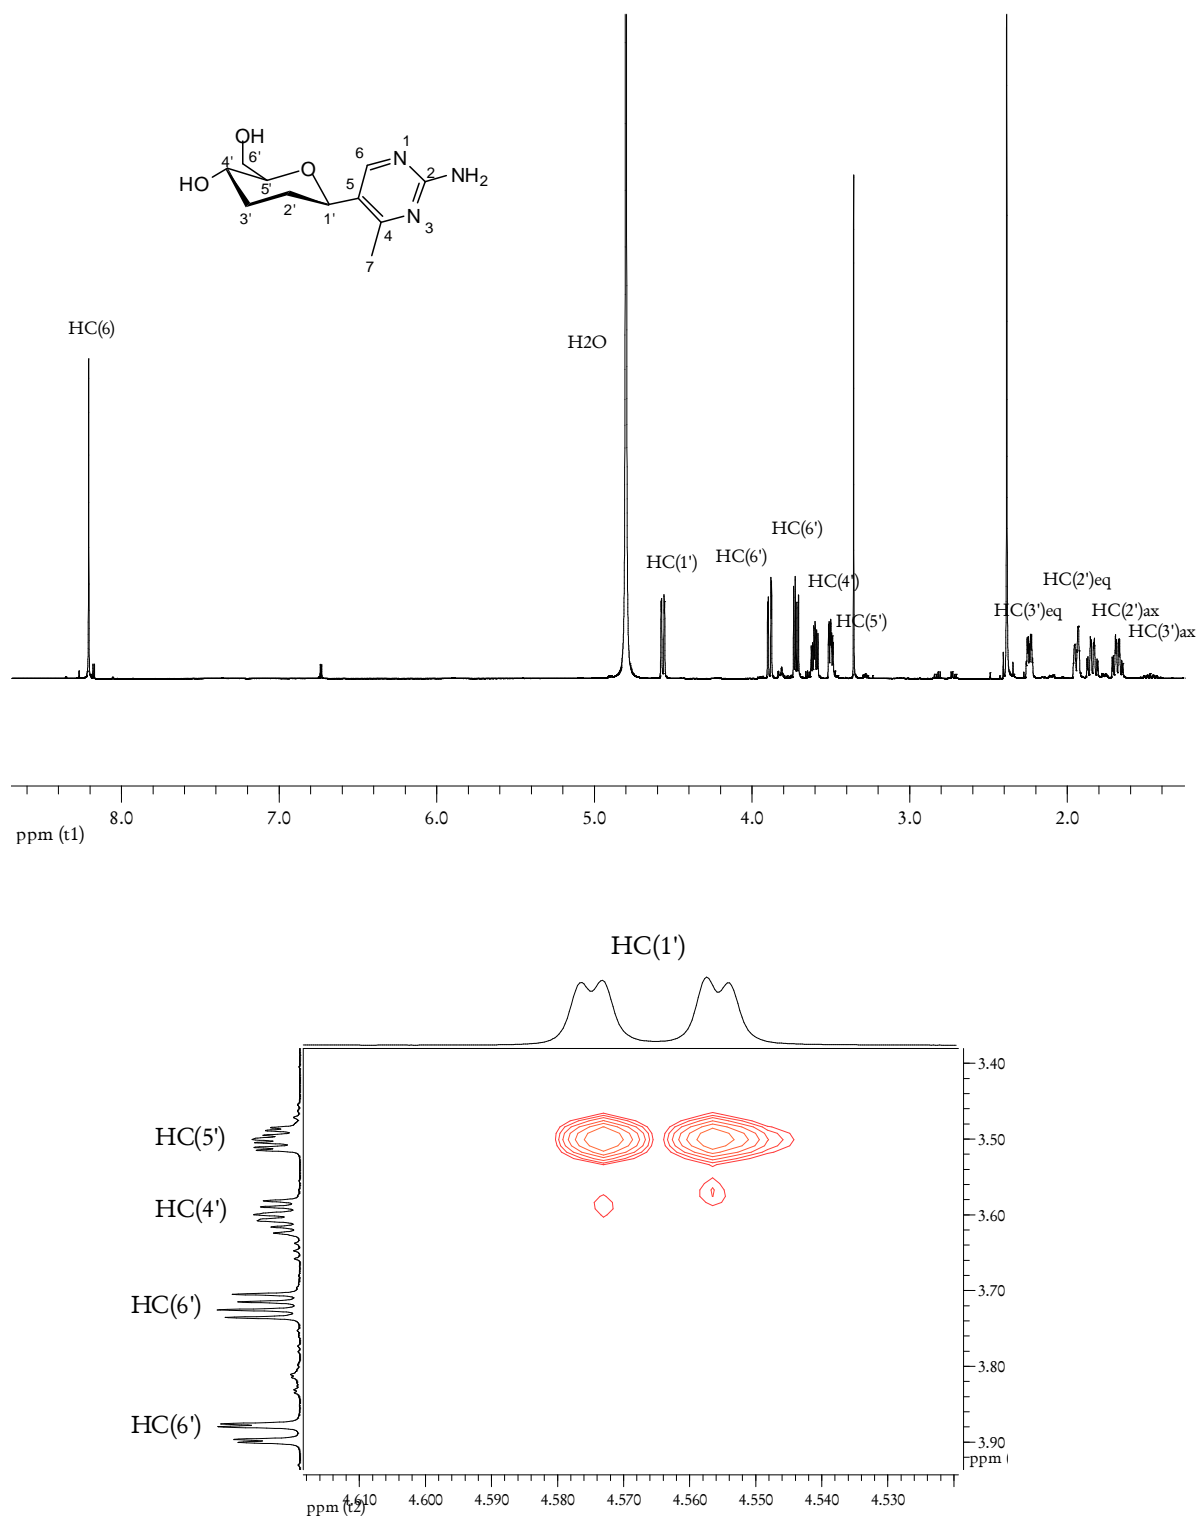 OH
6'
4'
HO
5'
O
3'
2'
1'
6
1
N
5
2
NH2
N
4
3
7
HC(6)
H2O
HC(1')
HC(6')
HC(6')
HC(4')
HC(5')
HC(3')eq
HC(2')eq
HC(2')ax
HC(3')ax
8.0 7.0 6.0 5.0 4.0 3.0 2.0
ppm (t1)
HC(1')
HC(5')
HC(4')
HC(6')
HC(6')
3.40
3.50
3.60
3.70
3.80
3.90
ppm (
4.610 4.600 4.590 4.580 4.570 4.560 4.550 4.540 4.530
ppm (t2)